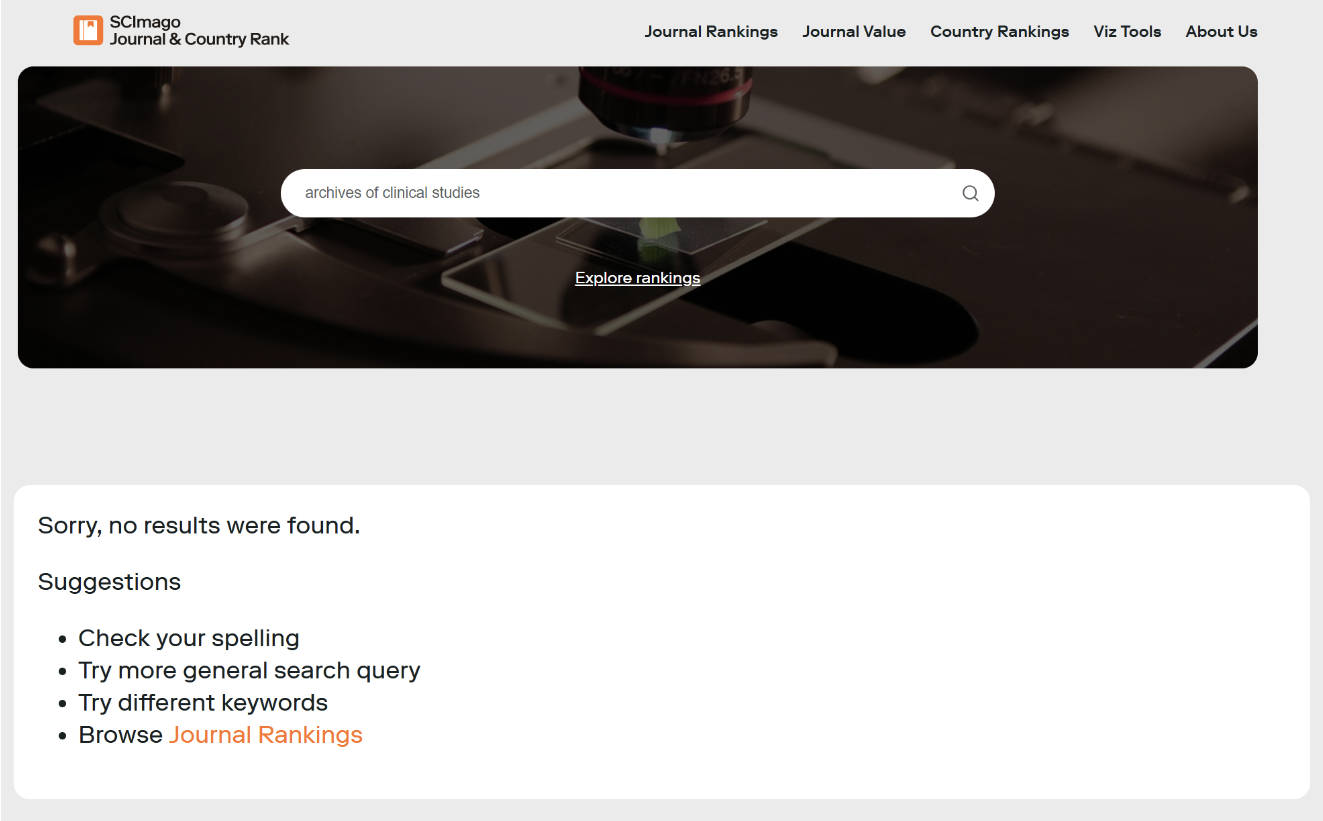 SCImago
Journal & Country Rank
Journal Rankings
Journal Value
Country Rankings
Viz Tools
About Us
archives of clinical studies
Explore rankings
Sorry, no results were found.
Suggestions
Check your spelling
Try more general search query
Try different keywords
Browse Journal Rankings